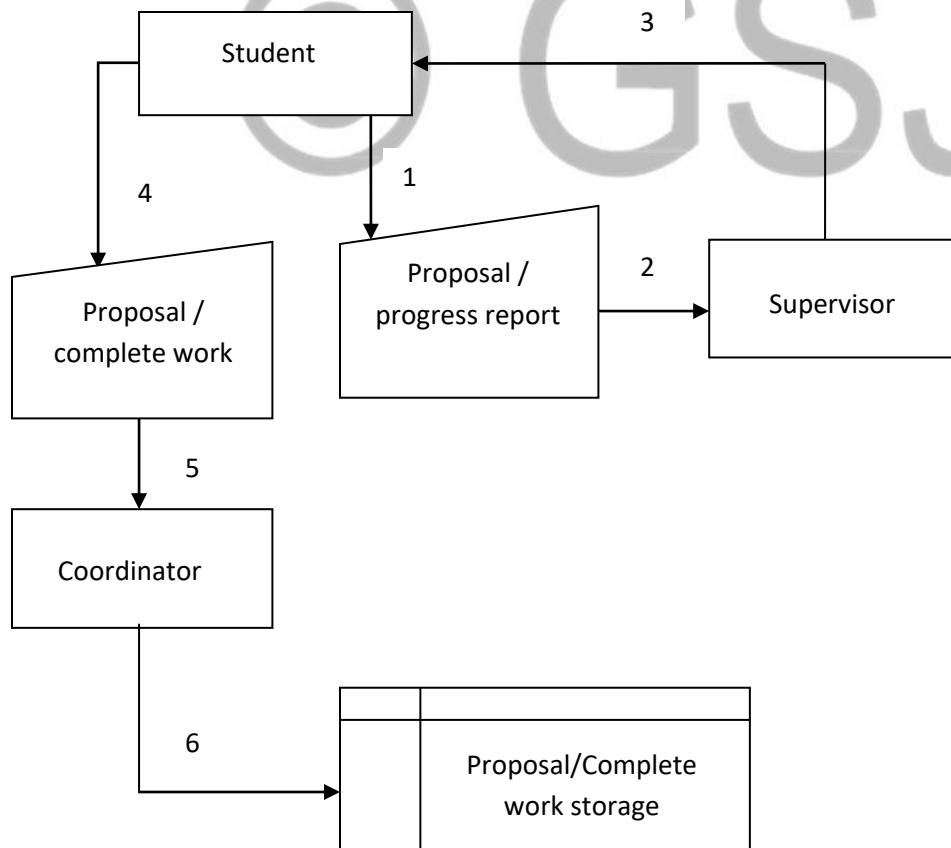 © GSJ
3
Student
1
4
Proposal /
progress report
2
Supervisor
Proposal /
complete work
5
Coordinator
6
Proposal/Complete
work storage